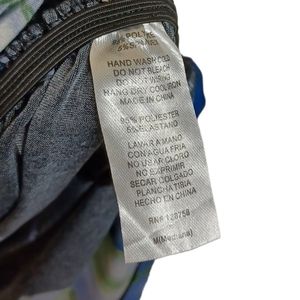 HAND WASH COLD
DO NOT BLEACH
DO NOT WRING
HANG DRY COOL IRON
MADE IN CHINA
95% POLIESTER
5% ELASTANO
LAVAR A MANO
CON AGUA FRIA
NO USAR CLORO
NO EXPRIMIR
SECAR COLGADO
PLANCHA TIBIA
HECHO EN CHINA
RN# 128758
M(Mediana)